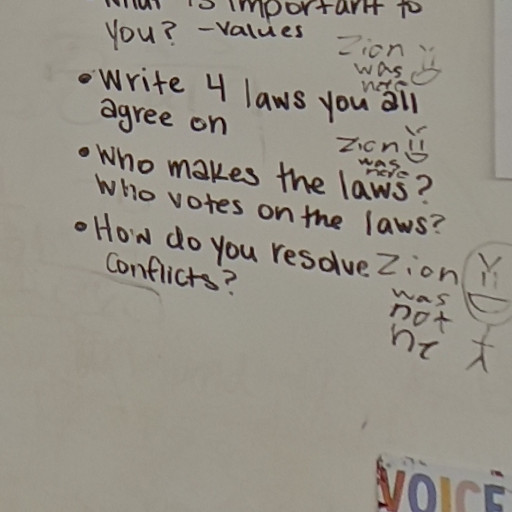 what is important to
you? -values
Zion
was
here
• Write 4 laws you all
agree on
Zion
was
here
• Who makes the laws?
Who votes on the laws?
• How do you resolve
conflicts?
Zion
was
not
VOICE